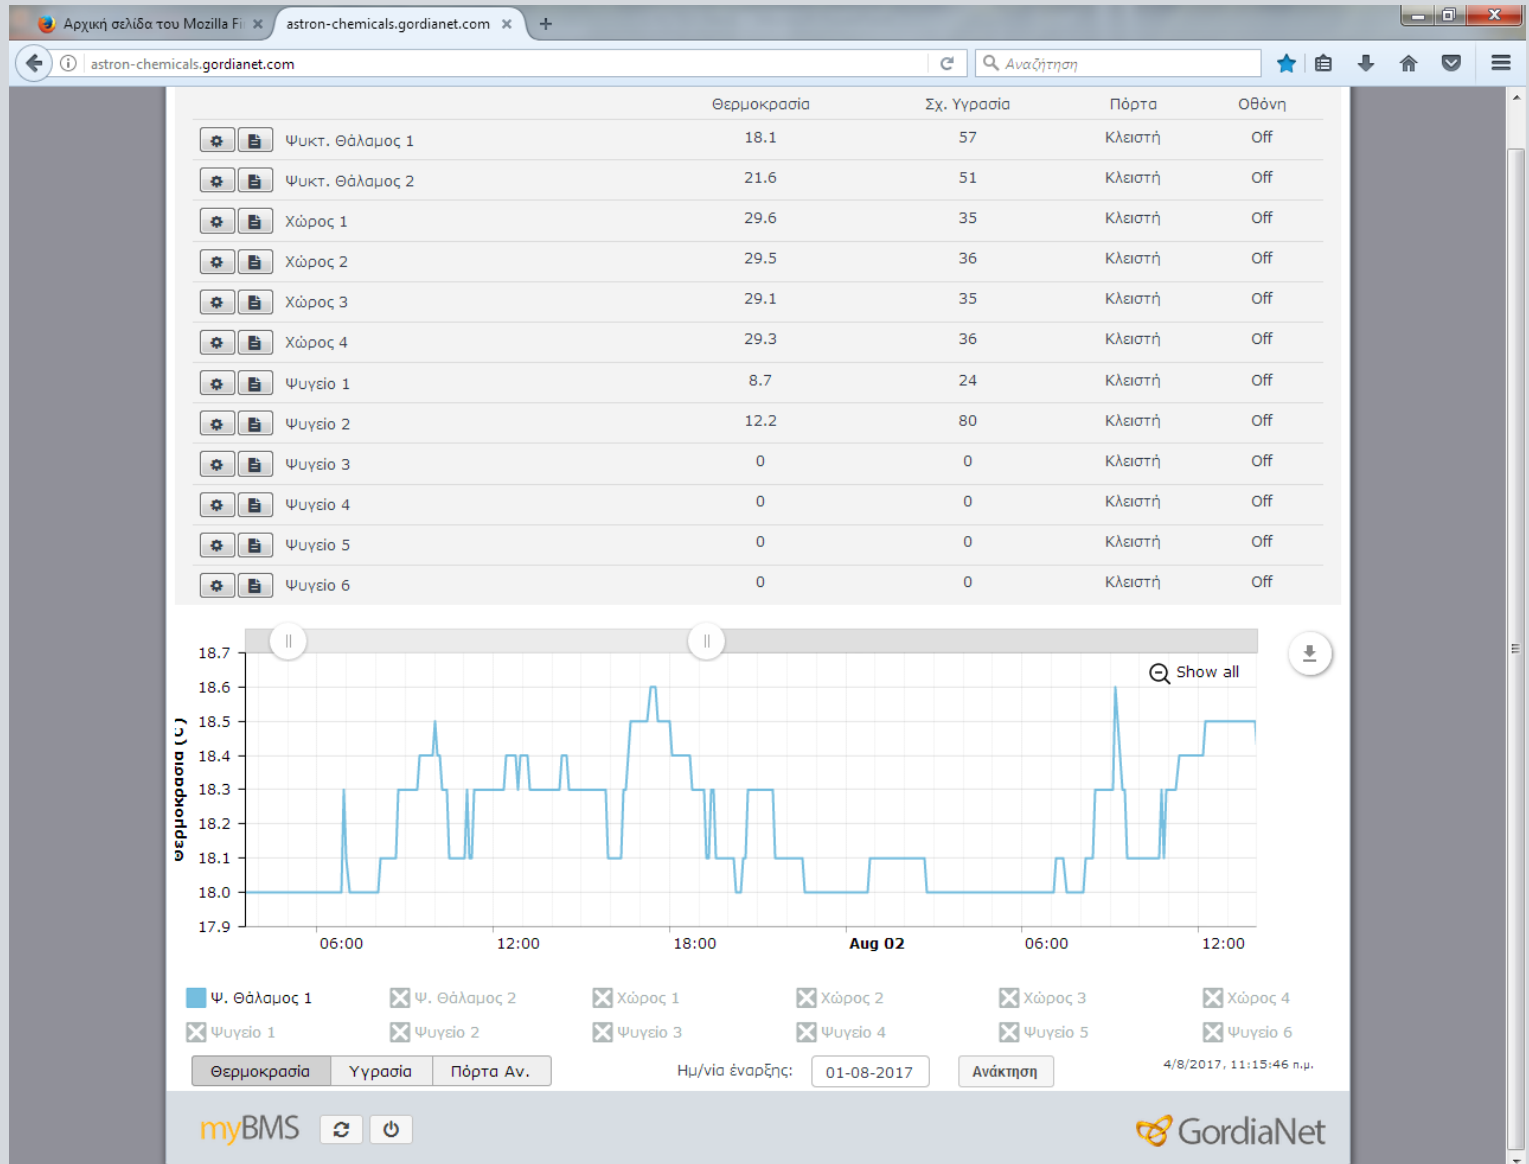 Αρχική σελίδα του Mozilla Fi
astron-chemicals.gordianet.com
astron-chemicals.gordianet.com
Αναζήτηση
Θερμοκρασία Σχ. Υγρασία Πόρτα Οθόνη
Ψυκτ. Θάλαμος 1 18.1 57 Κλειστή Off
Ψυκτ. Θάλαμος 2 21.6 51 Κλειστή Off
Χώρος 1 29.6 35 Κλειστή Off
Χώρος 2 29.5 36 Κλειστή Off
Χώρος 3 29.1 35 Κλειστή Off
Χώρος 4 29.3 36 Κλειστή Off
Ψυγείο 1 8.7 24 Κλειστή Off
Ψυγείο 2 12.2 80 Κλειστή Off
Ψυγείο 3 0 0 Κλειστή Off
Ψυγείο 4 0 0 Κλειστή Off
Ψυγείο 5 0 0 Κλειστή Off
Ψυγείο 6 0 0 Κλειστή Off
Show all
Θερμοκρασία (C)
18.7
18.6
18.5
18.4
18.3
18.2
18.1
18.0
17.9
06:00 12:00 18:00 Aug 02 06:00 12:00
Ψ. Θάλαμος 1 Ψ. Θάλαμος 2 Χώρος 1 Χώρος 2 Χώρος 3 Χώρος 4
Ψυγείο 1 Ψυγείο 2 Ψυγείο 3 Ψυγείο 4 Ψυγείο 5 Ψυγείο 6
Θερμοκρασία Υγρασία Πόρτα Αν. Ημ/νία έναρξης: 01-08-2017 Ανάκτηση 4/8/2017, 11:15:46 π.μ.
myBMS GordiaNet